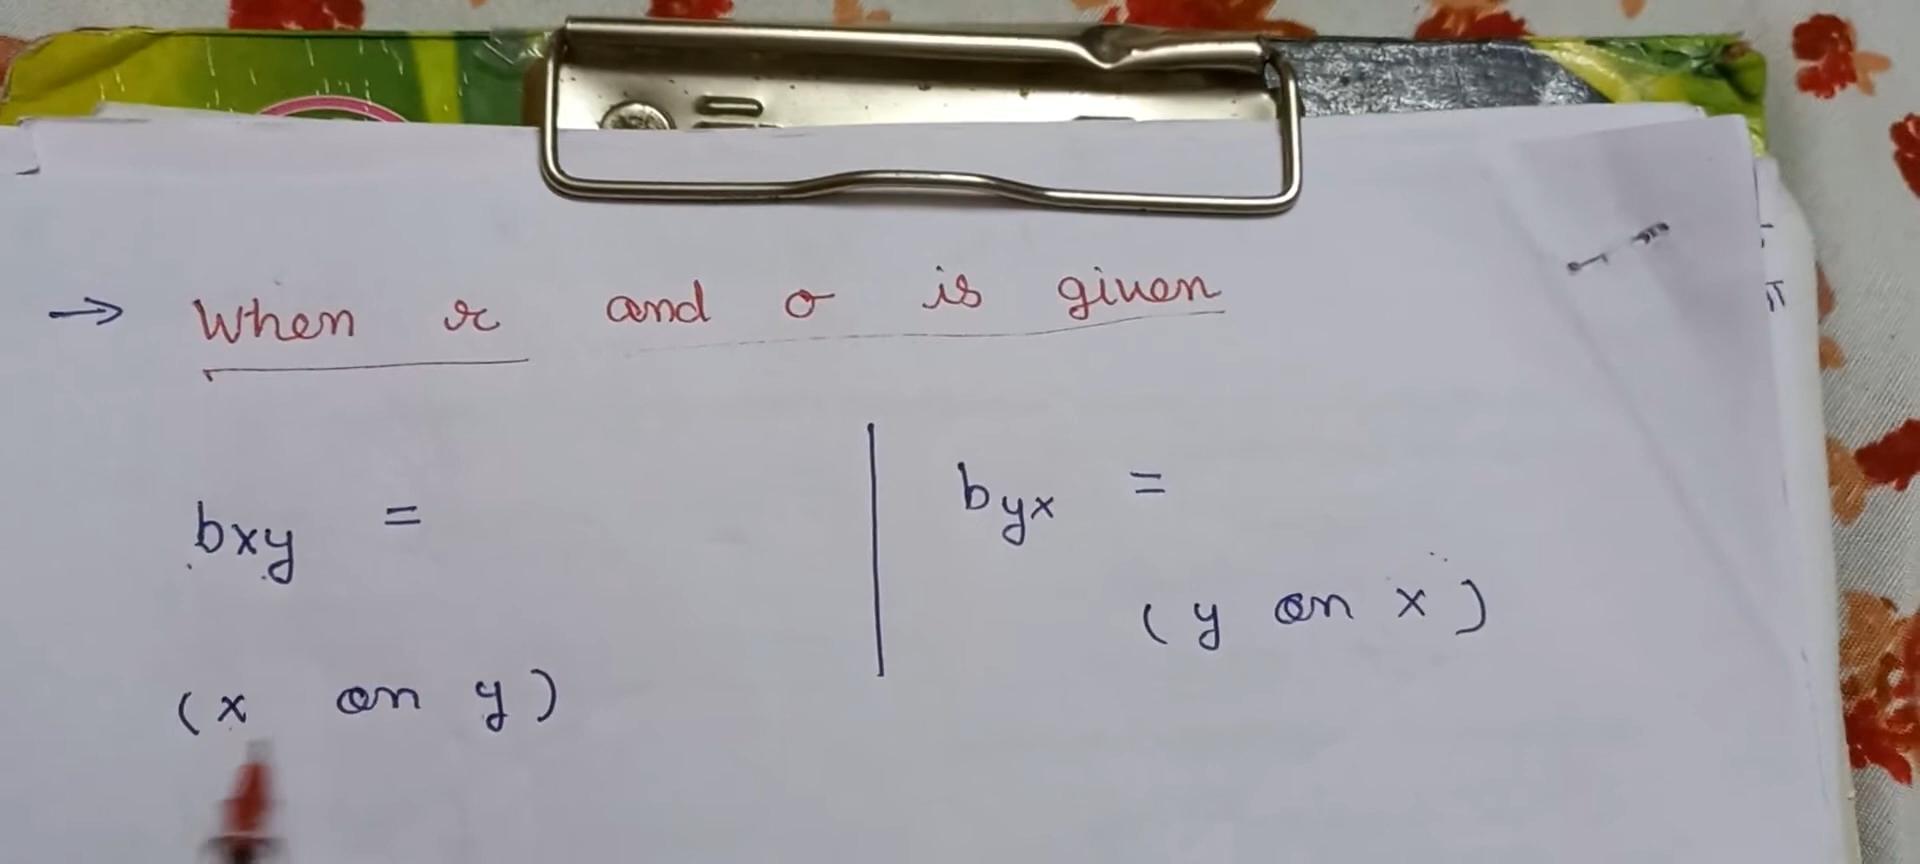 → When r and σ is given
bxy =
(x on y)
byx =
(y on x)